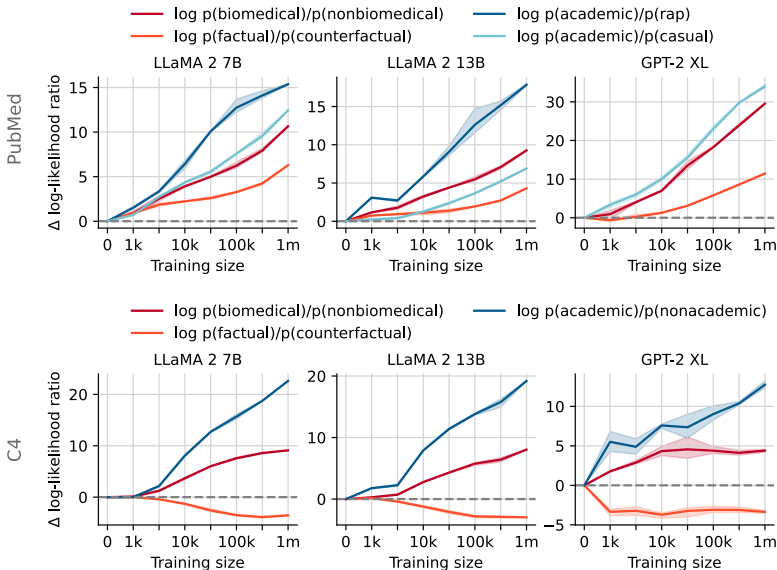 log p(biomedical)/p(nonbiomedical)
log p(academic)/p(rap)
log p(factual)/p(counterfactual)
log p(academic)/p(casual)
PubMed
LLaMA 2 7B
LLaMA 2 13B
GPT-2 XL
Δ log-likelihood ratio
15
10
5
0
0 1k 10k 100k 1m
Training size
15
10
5
0
0 1k 10k 100k 1m
Training size
30
20
10
0
0 1k 10k 100k 1m
Training size
log p(biomedical)/p(nonbiomedical)
log p(academic)/p(nonacademic)
log p(factual)/p(counterfactual)
C4
LLaMA 2 7B
LLaMA 2 13B
GPT-2 XL
Δ log-likelihood ratio
20
10
0
0 1k 10k 100k 1m
Training size
20
10
0
0 1k 10k 100k 1m
Training size
10
5
0
−5
0 1k 10k 100k 1m
Training size